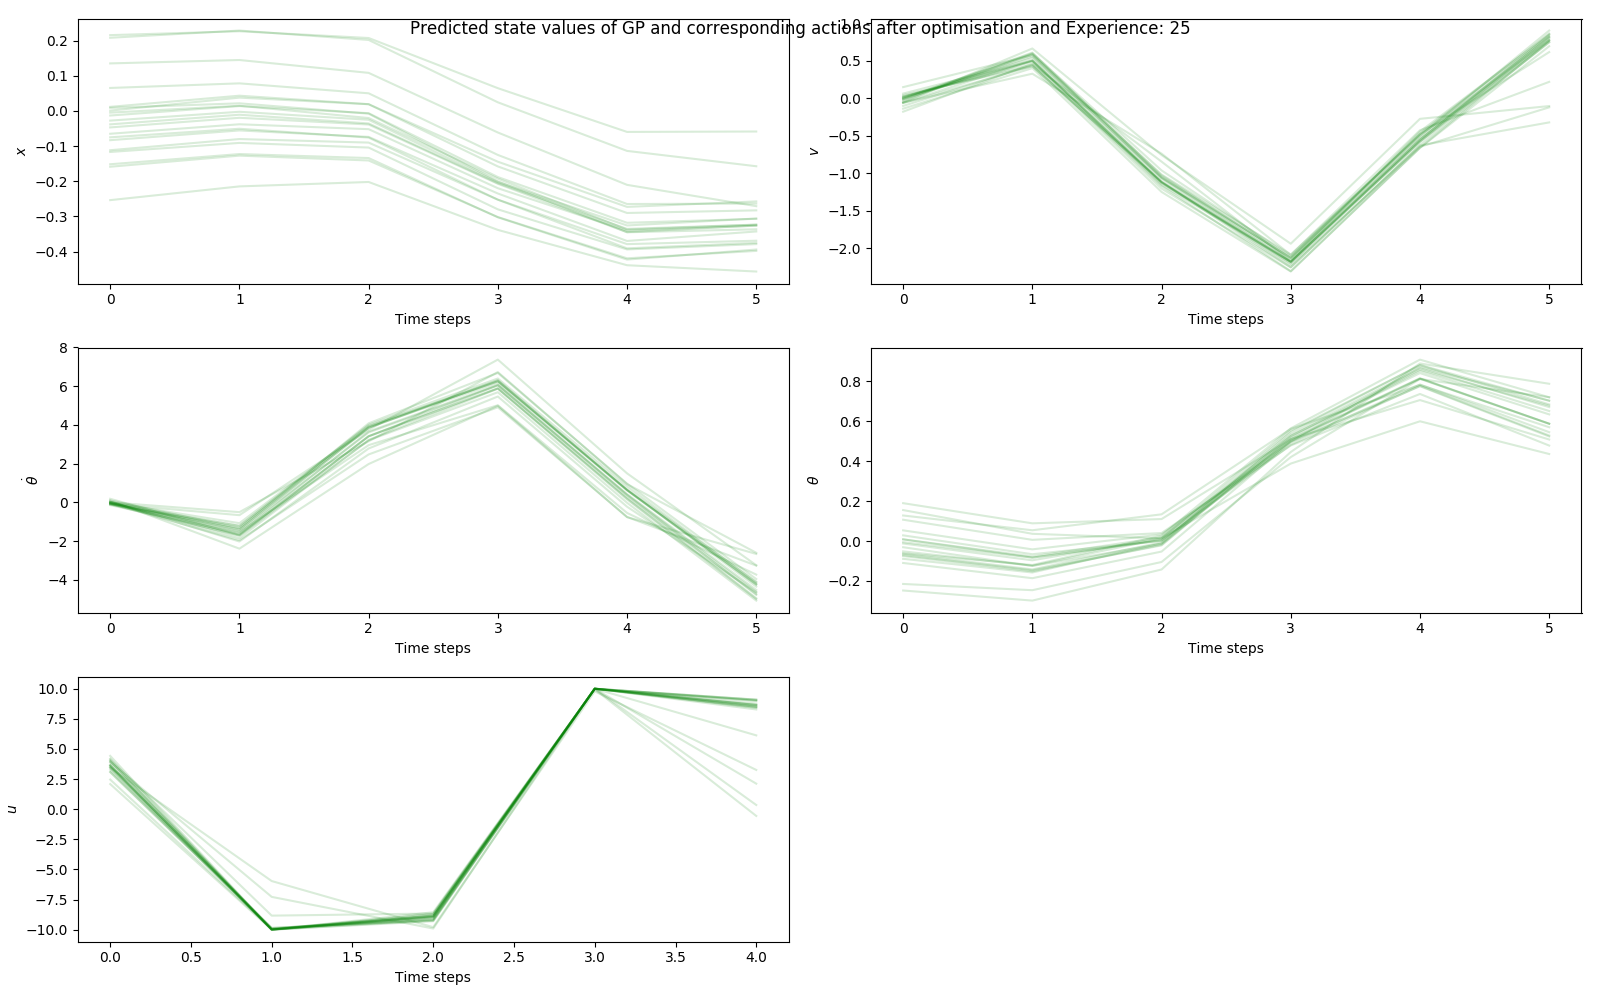 Predicted state values of GP and corresponding actions after optimisation and Experience: 25
0.2
0.1
0.0
−0.1
−0.2
−0.3
−0.4
x
0 1 2 3 4 5
Time steps
1.0
0.5
0.0
−0.5
−1.0
−1.5
−2.0
v
0 1 2 3 4 5
Time steps
8
6
4
2
0
−2
−4
θ̇
0 1 2 3 4 5
Time steps
0.8
0.6
0.4
0.2
0.0
−0.2
θ
0 1 2 3 4 5
Time steps
10.0
7.5
5.0
2.5
0.0
−2.5
−5.0
−7.5
−10.0
u
0.0 0.5 1.0 1.5 2.0 2.5 3.0 3.5 4.0
Time steps